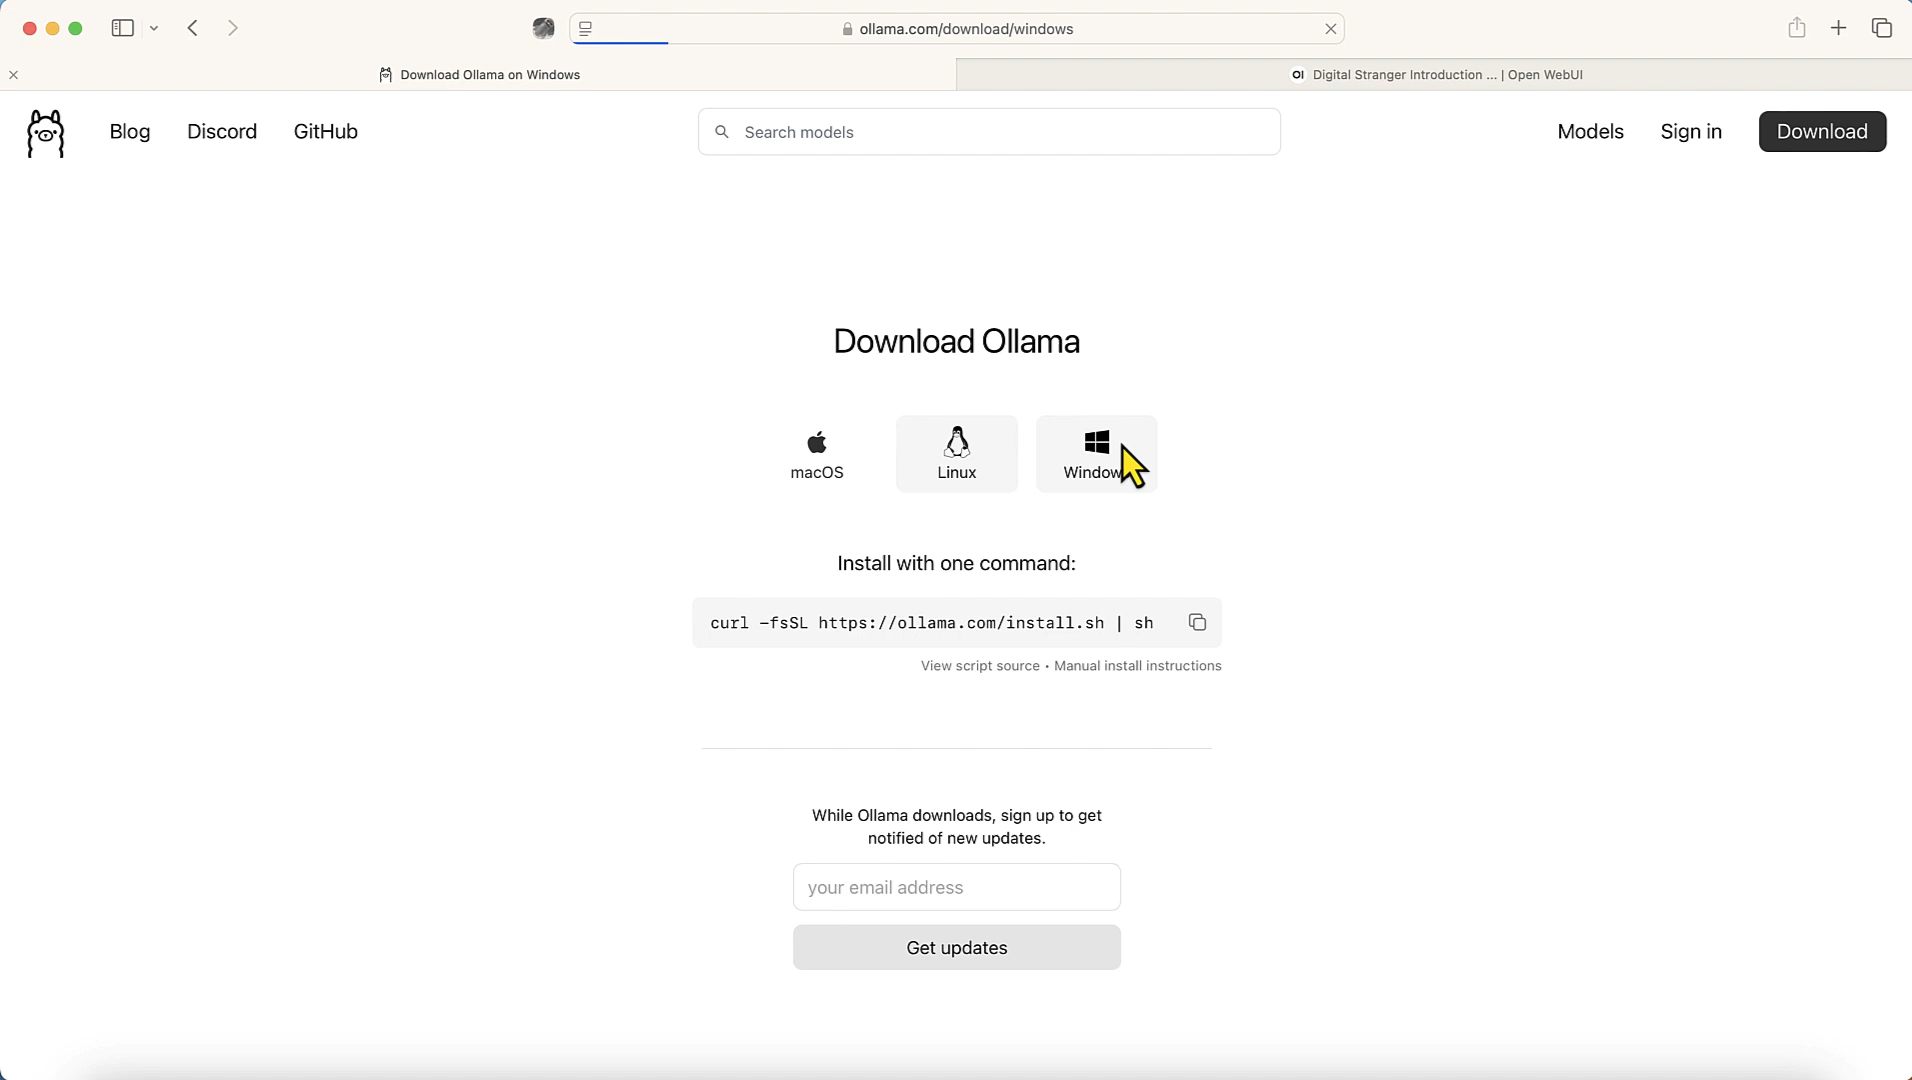 ollama.com/download/windows
Download Ollama on Windows
OI Digital Stranger Introduction ... | Open WebUI
Blog Discord GitHub
Search models
Models Sign in Download
Download Ollama
macOS Linux Window
Install with one command:
curl -fsSL https://ollama.com/install.sh | sh
View script source • Manual install instructions
While Ollama downloads, sign up to get
notified of new updates.
your email address
Get updates